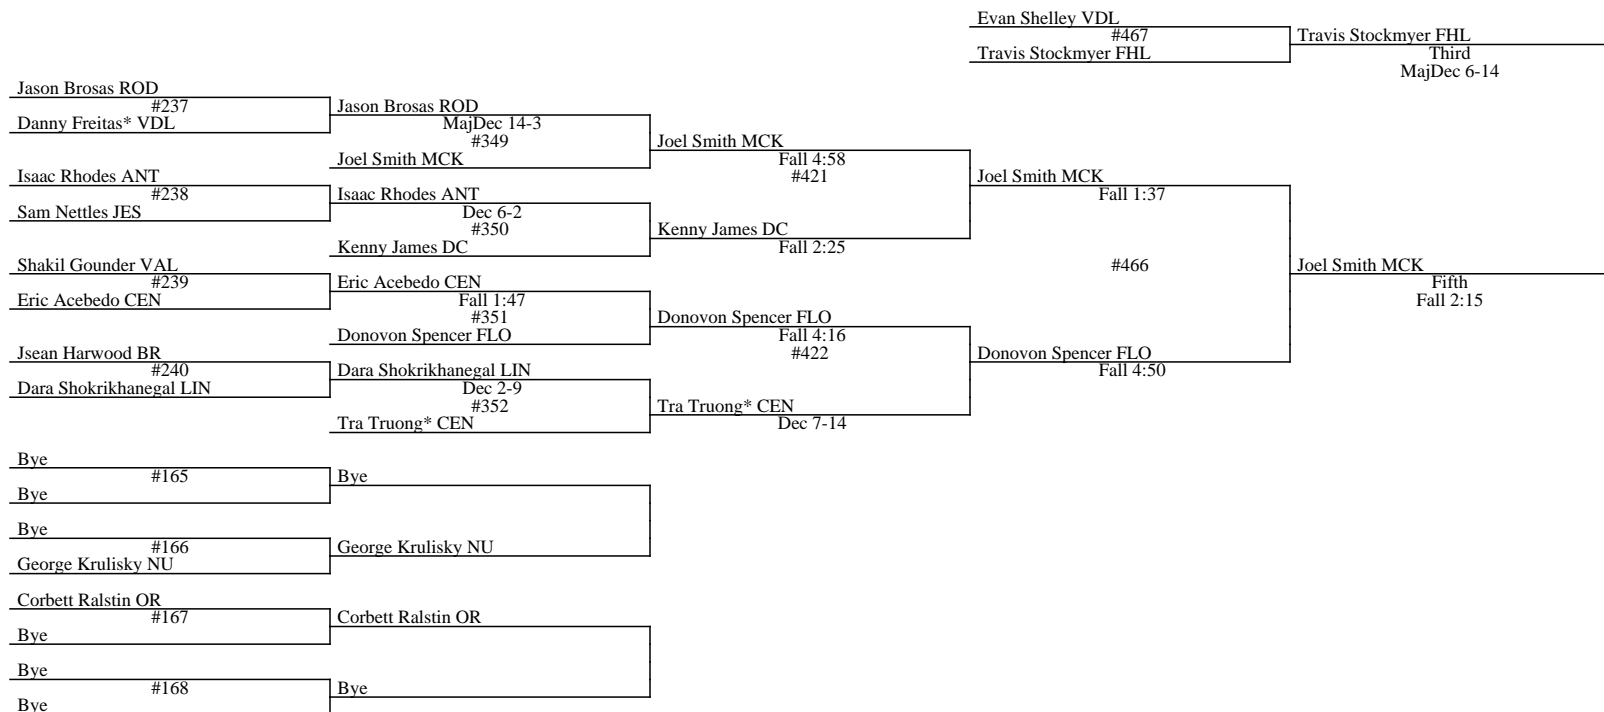 Evan Shelley VDL
#467
Travis Stockmyer FHL
Travis Stockmyer FHL
Third
MajDec 6-14
Jason Brosas ROD
#237
Danny Freitas* VDL
Jason Brosas ROD
MajDec 14-3
#349
Joel Smith MCK
Joel Smith MCK
Fall 4:58
#421
Isaac Rhodes ANT
#238
Sam Nettles JES
Isaac Rhodes ANT
Dec 6-2
#350
Kenny James DC
Kenny James DC
Fall 2:25
Joel Smith MCK
Fall 1:37
#466
Shakil Gounder VAL
#239
Eric Acebedo CEN
Eric Acebedo CEN
Fall 1:47
#351
Donovon Spencer FLO
Donovon Spencer FLO
Fall 4:16
#422
Jsean Harwood BR
#240
Dara Shokrikhanegal LIN
Dara Shokrikhanegal LIN
Dec 2-9
#352
Tra Truong* CEN
Tra Truong* CEN
Dec 7-14
Donovon Spencer FLO
Fall 4:50
Joel Smith MCK
Fifth
Fall 2:15
Bye
#165
Bye
Bye
Bye
#166
George Krulisky NU
George Krulisky NU
Corbett Ralstin OR
#167
Bye
Corbett Ralstin OR
Bye
#168
Bye
Bye